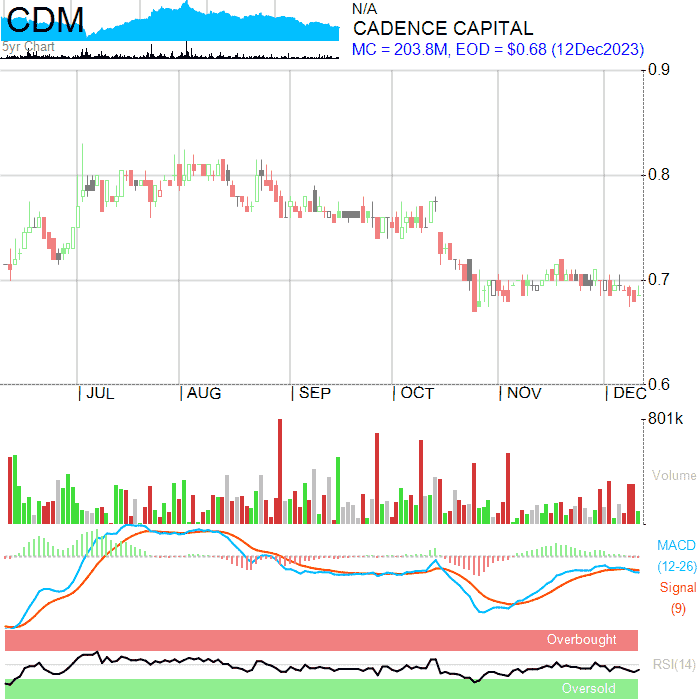 CDM
5yr Chart
N/A
CADENCE CAPITAL
MC = 203.8M, EOD = $0.68 (12Dec2023)
0.9
0.8
0.7
0.6
JUL AUG SEP OCT NOV DEC
801k
Volume
MACD
(12-26)
Signal
(9)
Overbought
RSI(14)
Oversold